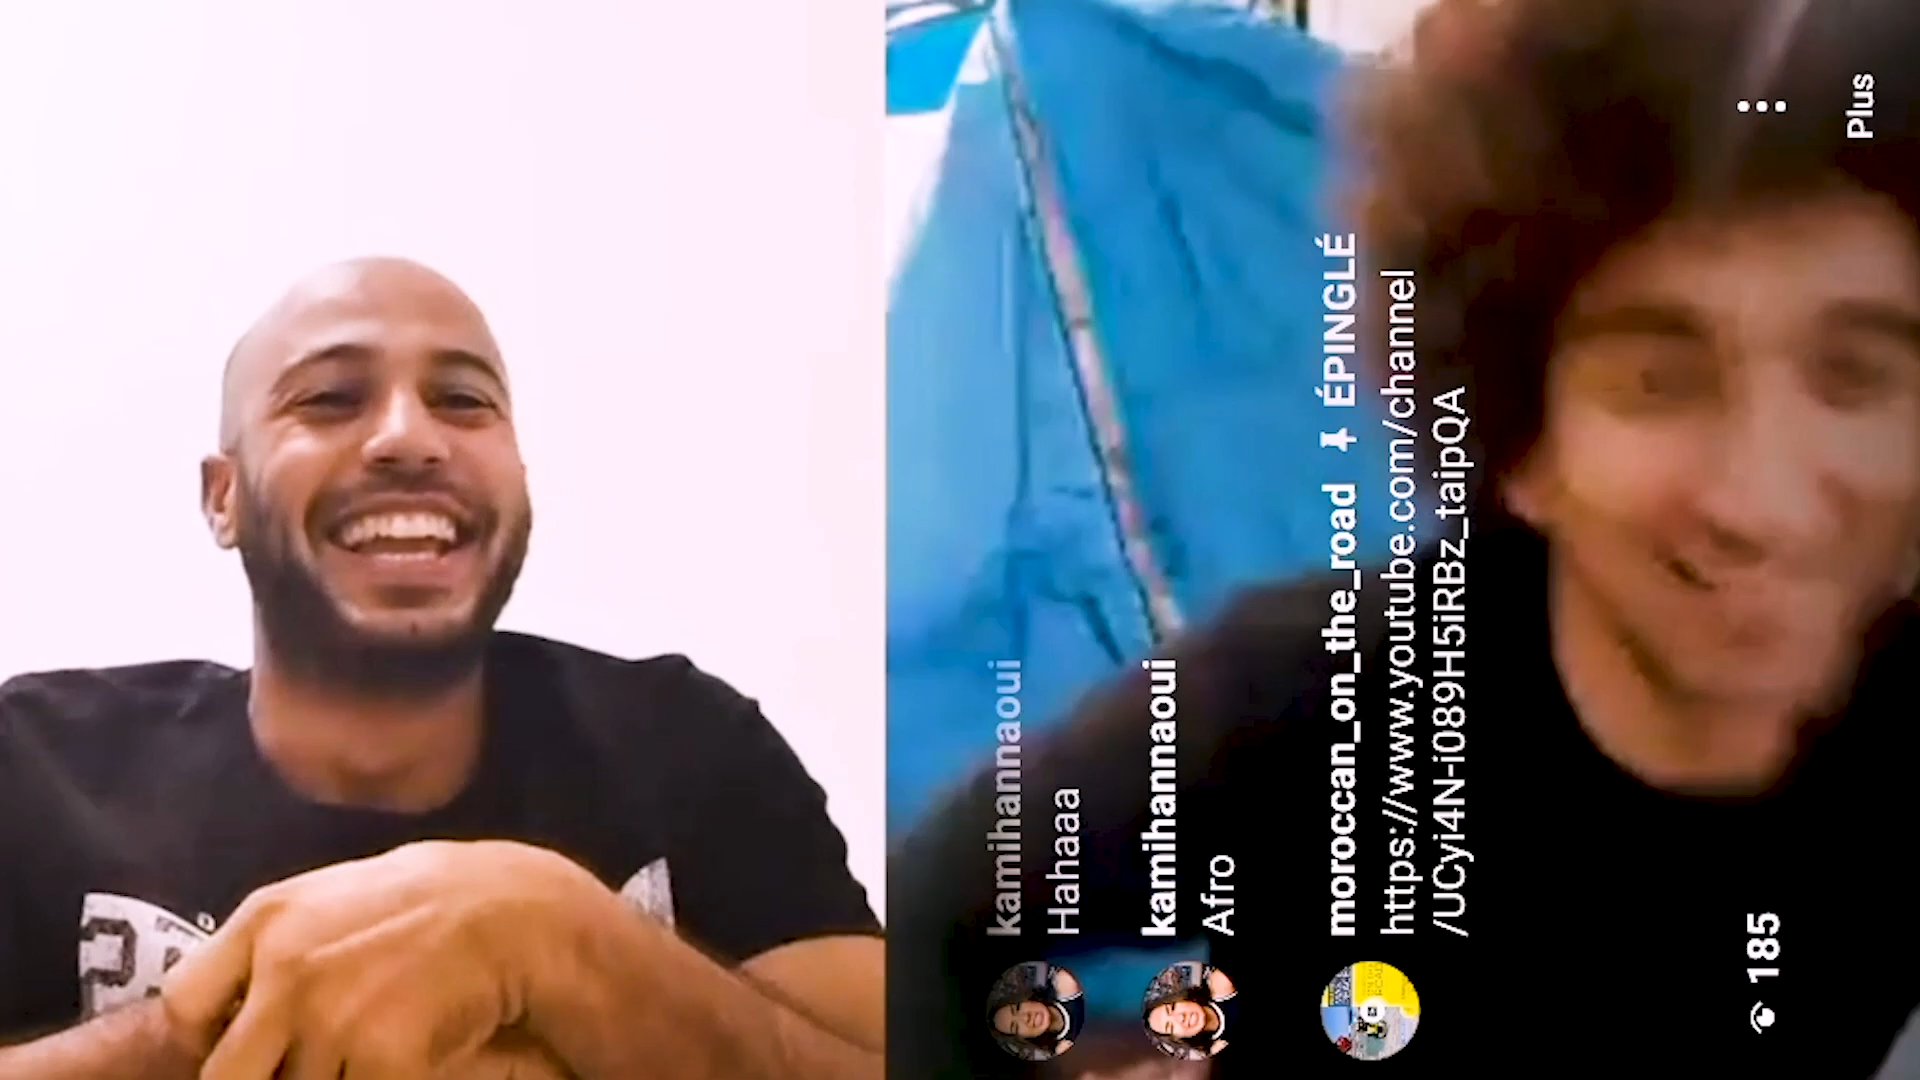 kamihannaoui
Hahaaa
kamihannaoui
Afro
moroccan_on_the_road ÉPINGLÉ
https://www.youtube.com/channel
/UCyi4N-i089H5iRBz_taipQA
185
Plus